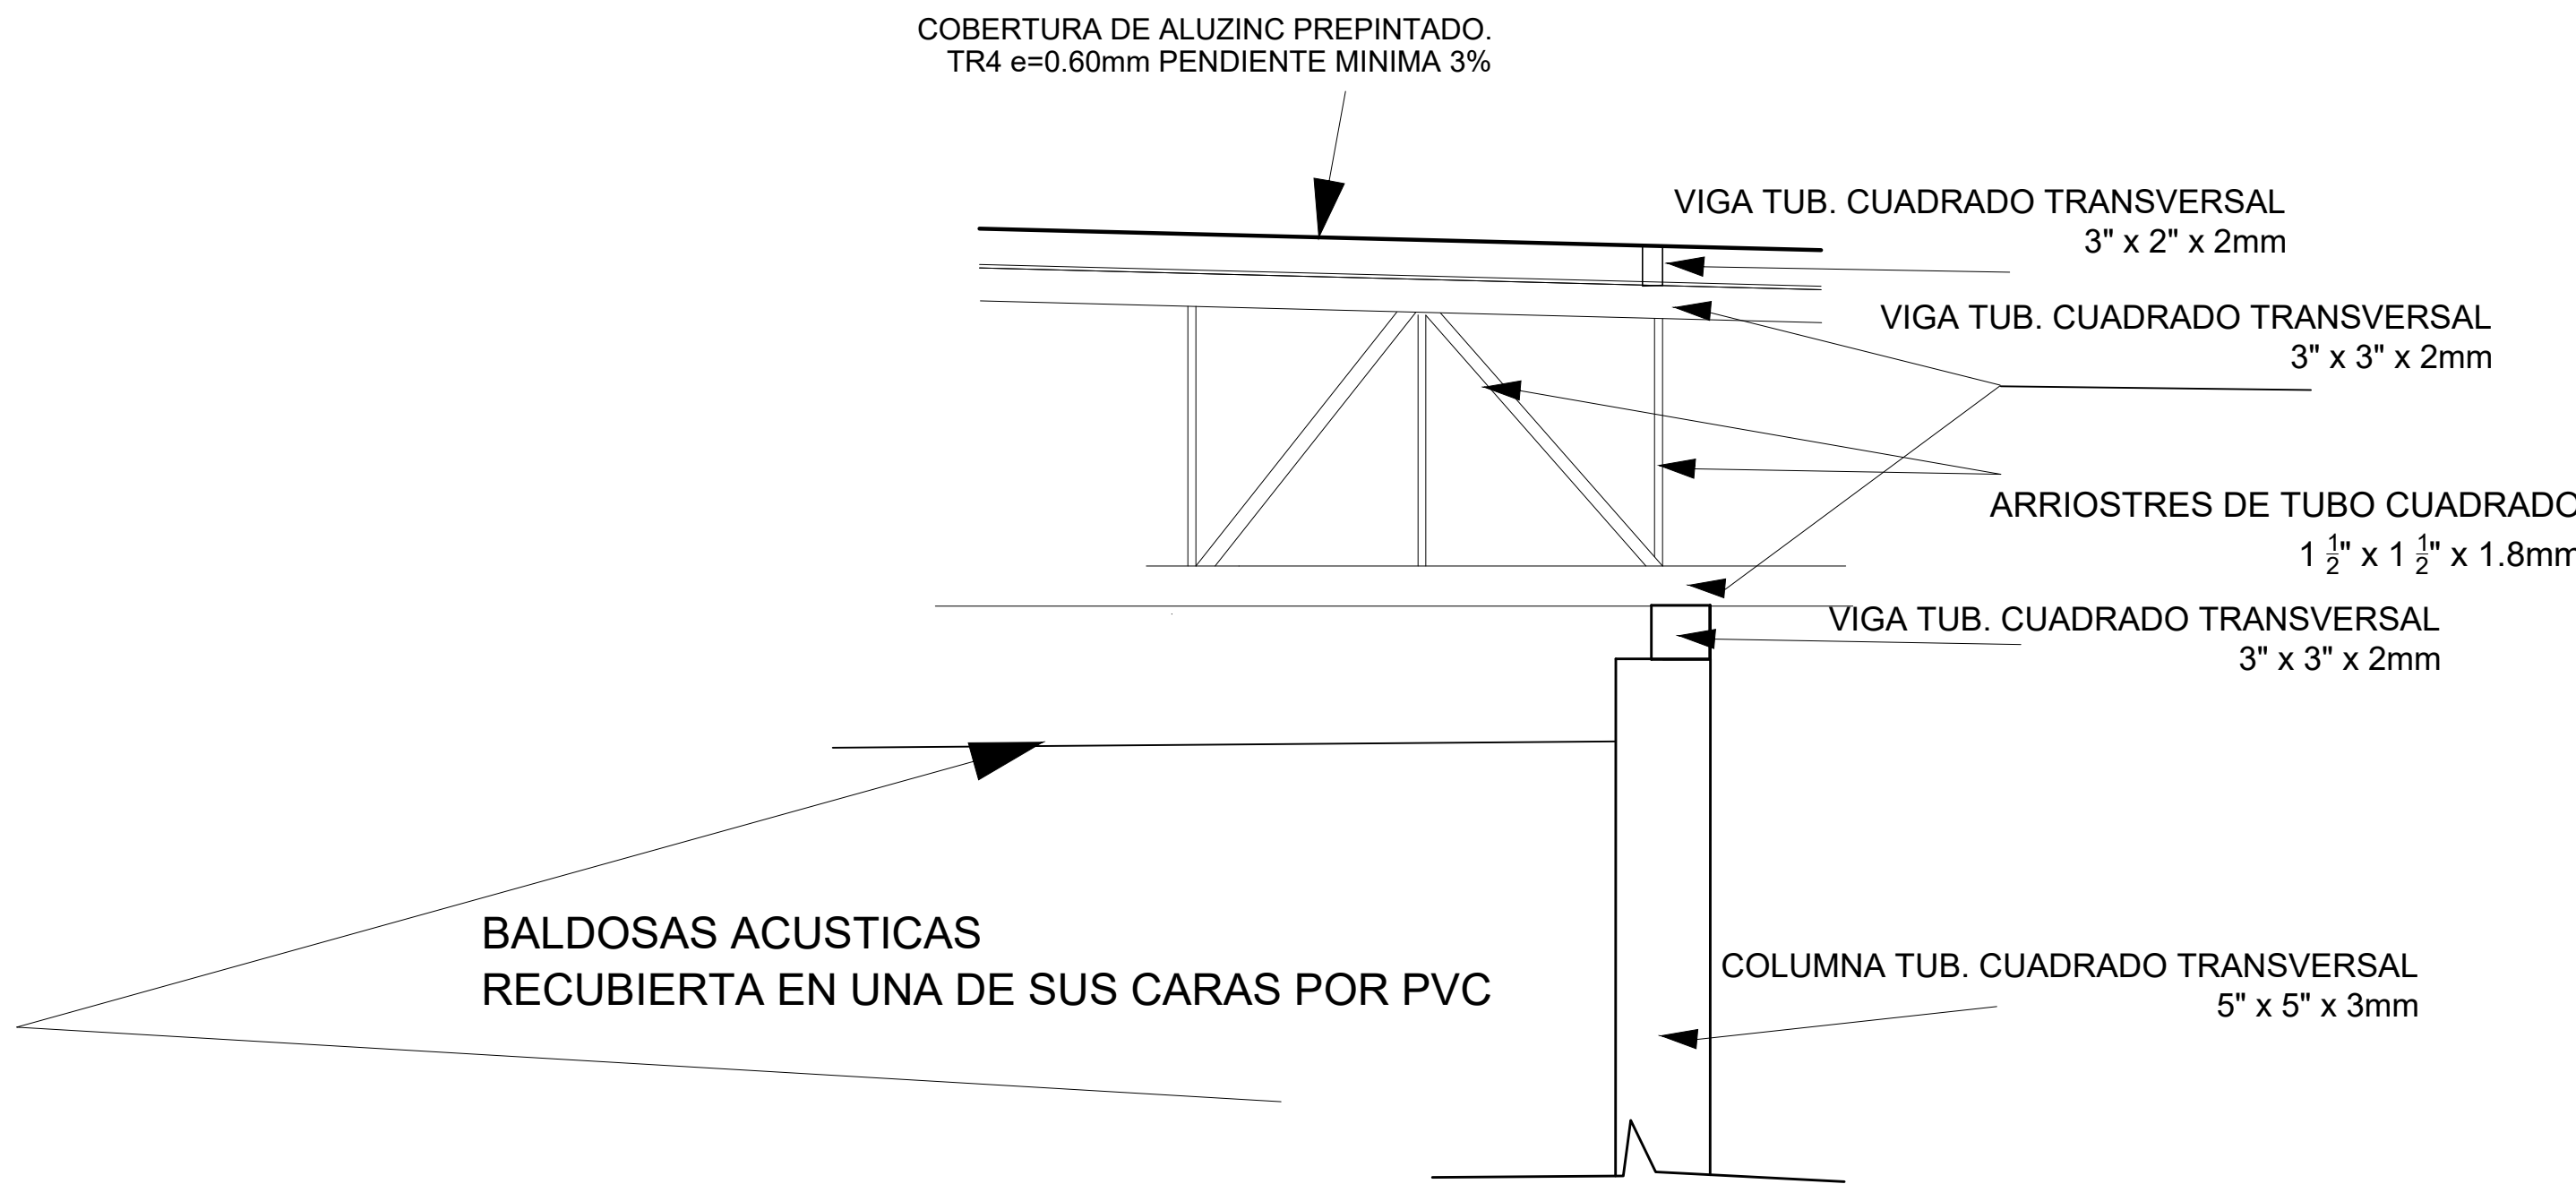 COBERTURA DE ALUZINC PREPINTADO.
TR4 e=0.60mm PENDIENTE MINIMA 3%
VIGA TUB. CUADRADO TRANSVERSAL
3" x 2" x 2mm
VIGA TUB. CUADRADO TRANSVERSAL
3" x 3" x 2mm
ARRIOSTRES DE TUBO CUADRADO
1 1/2" x 1 1/2" x 1.8mm
VIGA TUB. CUADRADO TRANSVERSAL
3" x 3" x 2mm
BALDOSAS ACUSTICAS
RECUBIERTA EN UNA DE SUS CARAS POR PVC
COLUMNA TUB. CUADRADO TRANSVERSAL
5" x 5" x 3mm